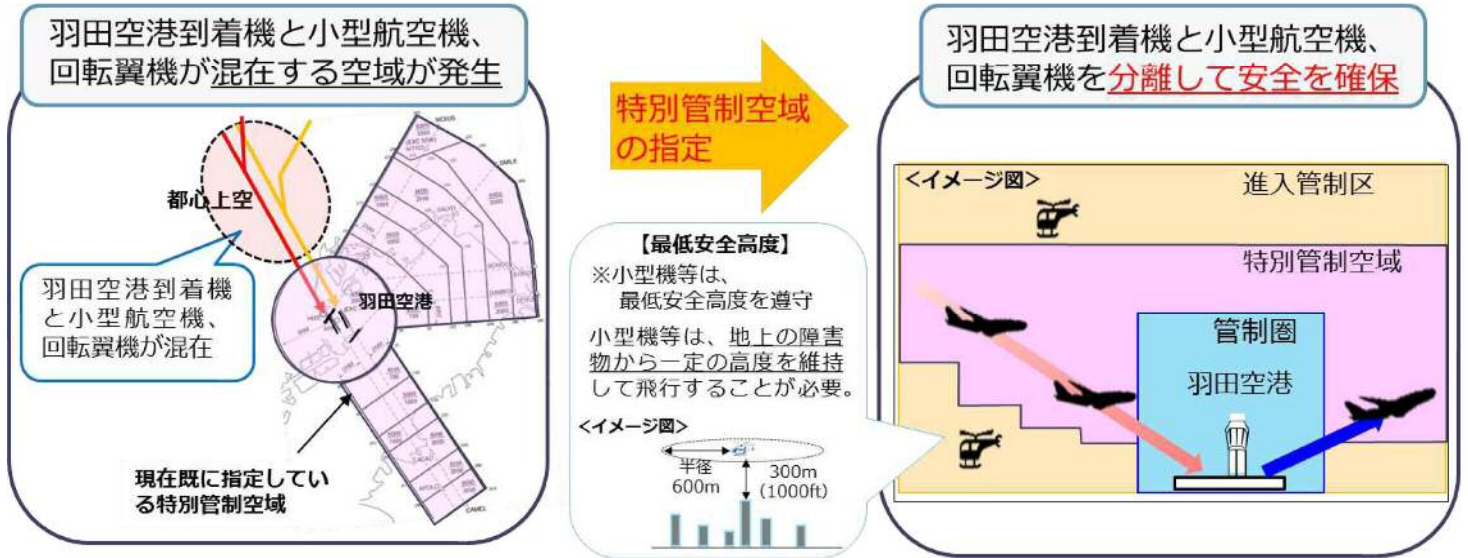 羽田空港到着機と小型航空機、
回転翼機が混在する空域が発生
都心上空
羽田空港到着機
と小型航空機、
回転翼機が混在
羽田空港
現在既に指定してい
る特別管制空域
CAMEL
特別管制空域
の指定
【最低安全高度】
※小型機等は、
最低安全高度を遵守
小型機等は、地上の障害
物から一定の高度を維持
して飛行することが必要。
<イメージ図>
半径
600m
300m
(1000ft)
羽田空港到着機と小型航空機、
回転翼機を分離して安全を確保
<イメージ図>
進入管制区
特別管制空域
管制圏
羽田空港